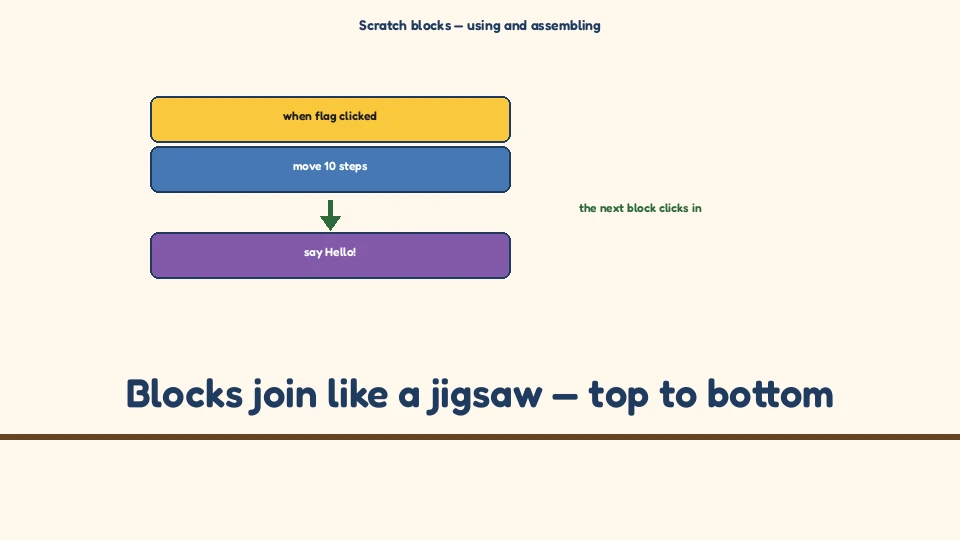 Scratch blocks — using and assembling
when flag clicked
move 10 steps
the next block clicks in
say Hello!
Blocks join like a jigsaw — top to bottom